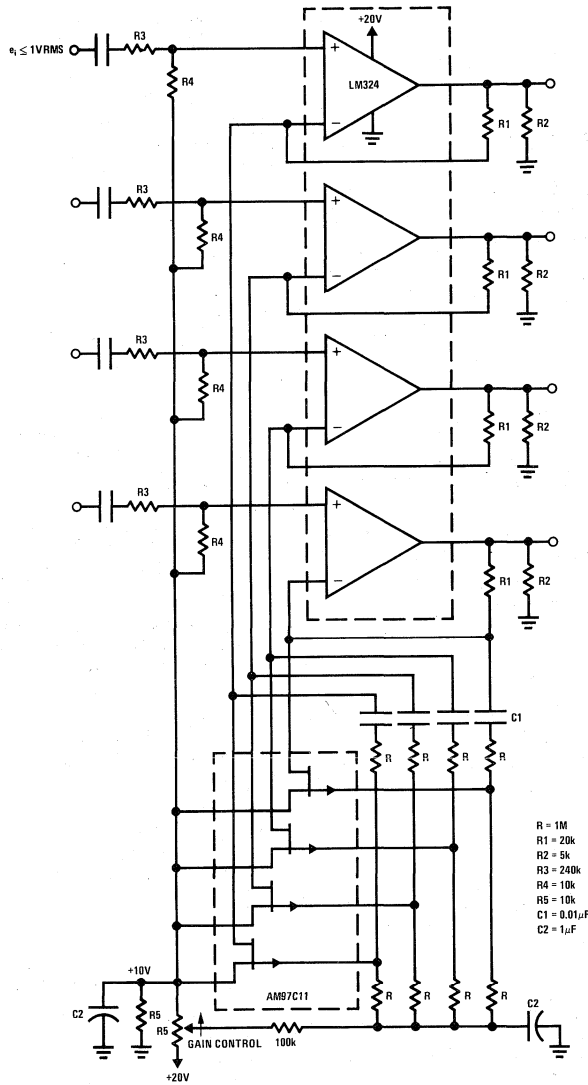 +20V
eᵢ ≤ 1VRMS
R3
R4
+
LM324
−
R1
R2
R3
R4
+
−
R1
R2
R3
R4
+
−
R1
R2
R3
R4
+
−
R1
R2
C1
R
R
R
R
R = 1M
R1 = 20k
R2 = 5k
R3 = 240k
R4 = 10k
R5 = 10k
C1 = 0.01μF
C2 = 1μF
+10V
AM97C11
R
R
R
R
C2
R5
R5
GAIN CONTROL
100k
C2
+20V